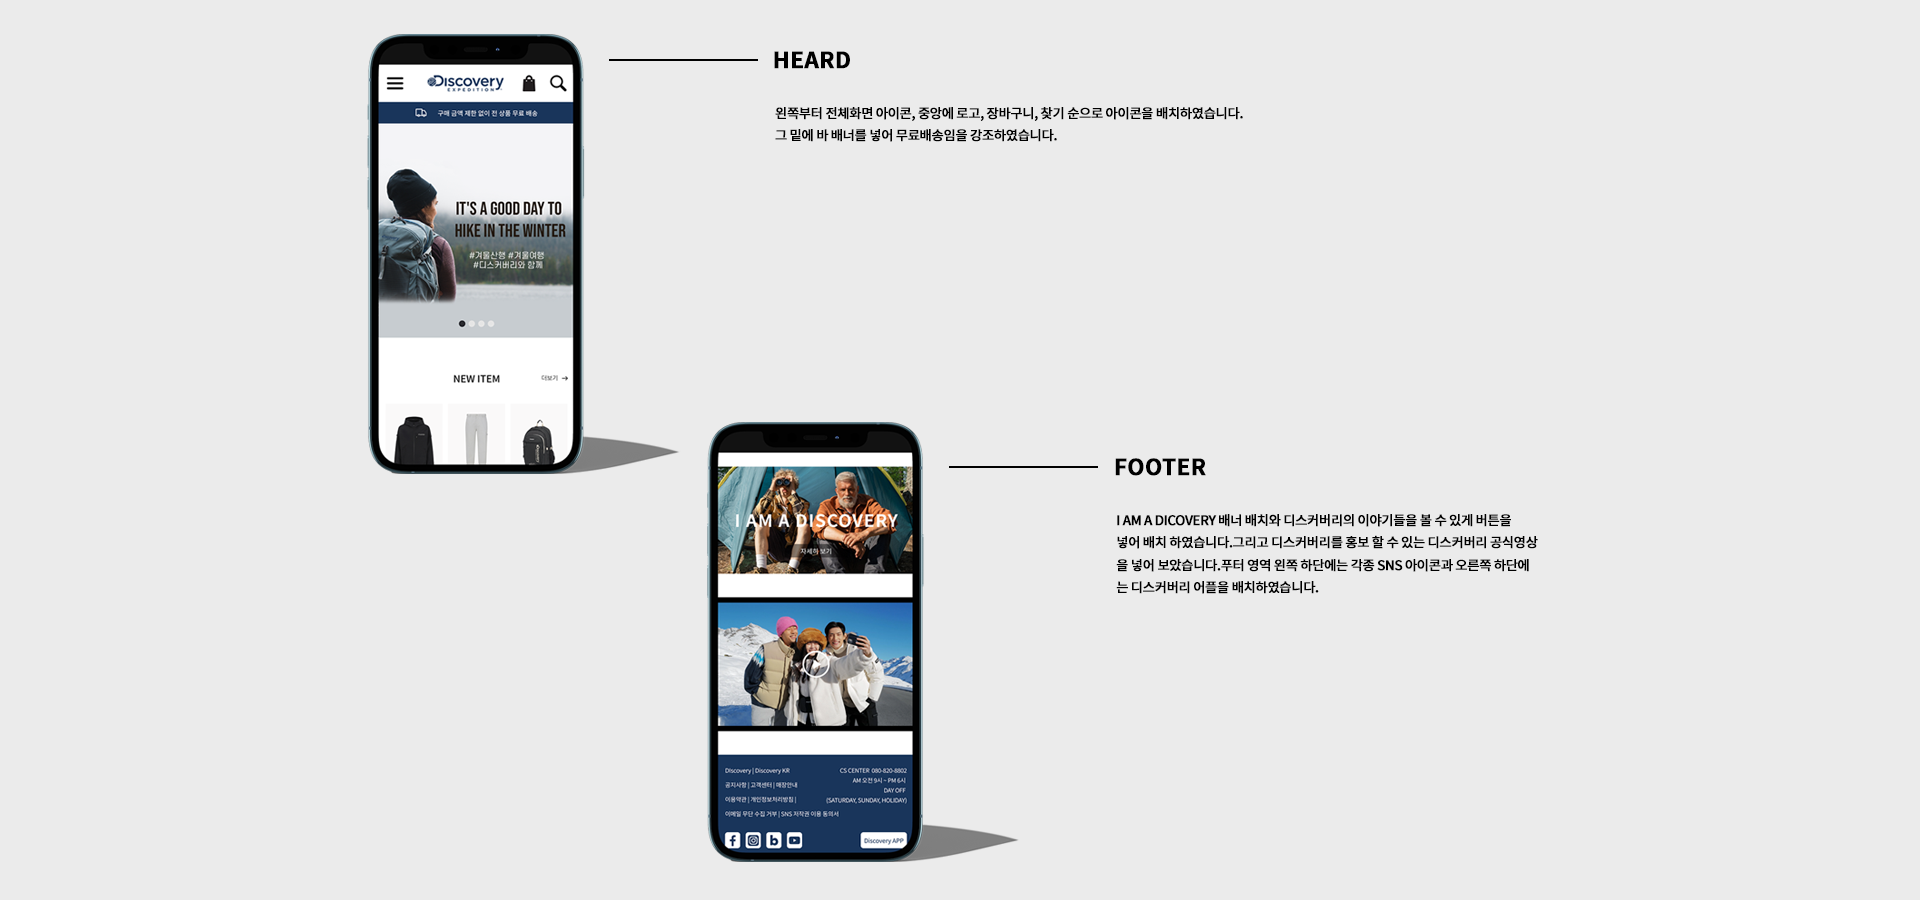 Discovery
EXPEDITION
구매 금액 제한 없이 전 상품 무료 배송
IT'S A GOOD DAY TO
HIKE IN THE WINTER
#겨울산행 #겨울여행
#디스커버리와 함께
NEW ITEM
더보기
HEARD
왼쪽부터 전체화면 아이콘, 중앙에 로고, 장바구니, 찾기 순으로 아이콘을 배치하였습니다.
그 밑에 바 배너를 넣어 무료배송임을 강조하였습니다.
I AM A DISCOVERY
자세히 보기
Discovery | Discovery KR
공지사항 | 고객센터 | 매장안내
이용약관 | 개인정보처리방침 |
이메일 무단 수집 거부 | SNS 저작권 이용 동의서
CS CENTER 080-820-8802
AM 오전 9시 ~ PM 6시
DAY OFF
(SATURDAY, SUNDAY, HOLIDAY)
Discovery APP
FOOTER
I AM A DICOVERY 배너 배치와 디스커버리의 이야기들을 볼 수 있게 버튼을
넣어 배치 하였습니다.그리고 디스커버리를 홍보 할 수 있는 디스커버리 공식영상
을 넣어 보았습니다.푸터 영역 왼쪽 하단에는 각종 SNS 아이콘과 오른쪽 하단에
는 디스커버리 어플을 배치하였습니다.